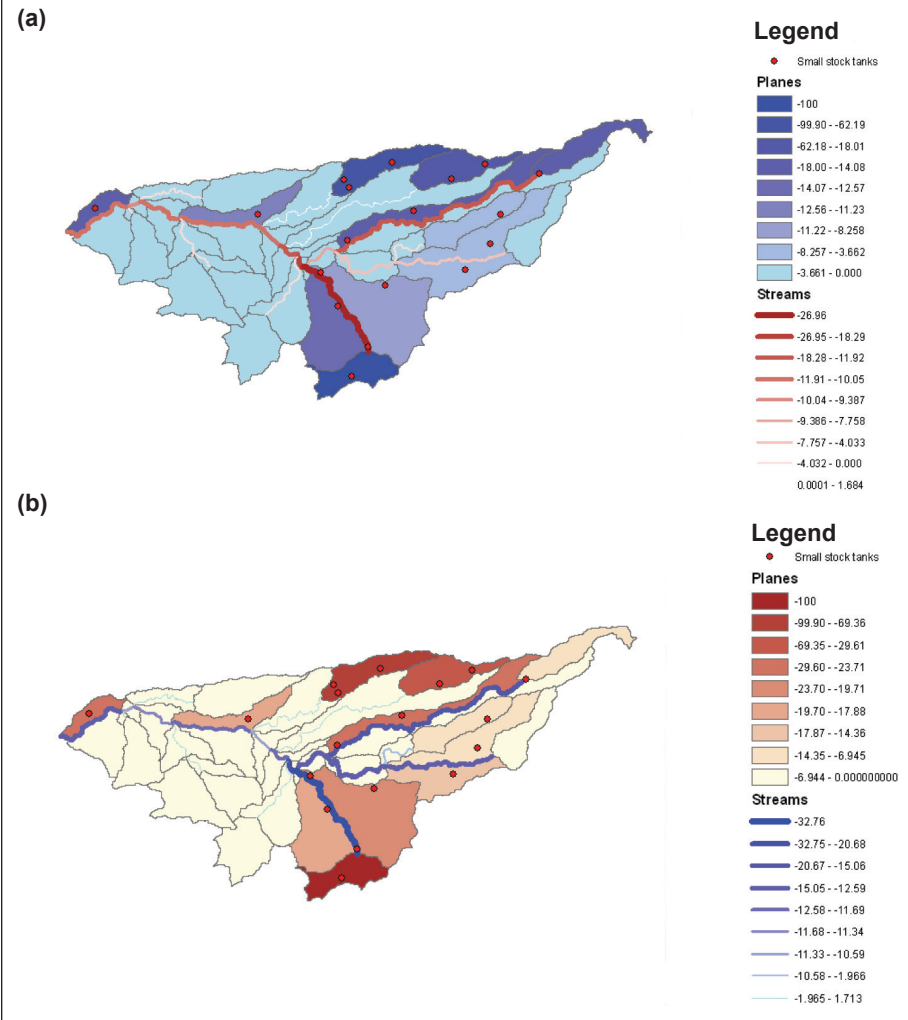 (a)
Legend
Small stock tanks
Planes
-100
-99.90 - -62.19
-62.18 - -18.01
-18.00 - -14.08
-14.07 - -12.57
-12.56 - -11.23
-11.22 - -8.258
-8.257 - -3.662
-3.661 - 0.000
Streams
-26.96
-26.95 - -18.29
-18.28 - -11.92
-11.91 - -10.05
-10.04 - -9.387
-9.386 - -7.758
-7.757 - -4.033
-4.032 - 0.000
0.0001 - 1.684
(b)
Legend
Small stock tanks
Planes
-100
-99.90 - -69.36
-69.35 - -29.61
-29.60 - -23.71
-23.70 - -19.71
-19.70 - -17.88
-17.87 - -14.36
-14.35 - -6.945
-6.944 - 0.000000000
Streams
-32.76
-32.75 - -20.68
-20.67 - -15.06
-15.05 - -12.59
-12.58 - -11.69
-11.68 - -11.34
-11.33 - -10.59
-10.58 - -1.966
-1.965 - 1.713